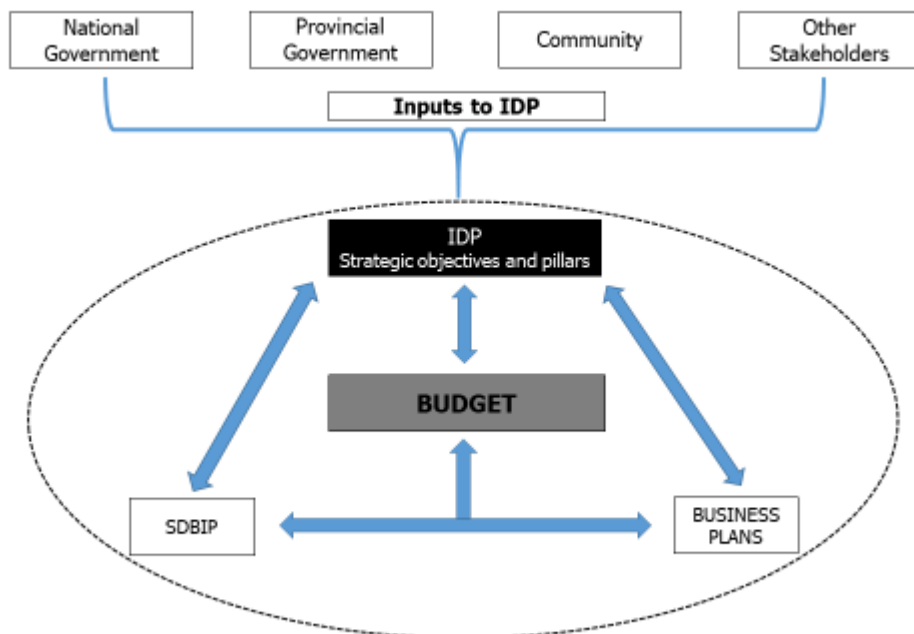 National
Government
Provincial
Government
Community
Other
Stakeholders
Inputs to IDP
IDP
Strategic objectives and pillars
BUDGET
SDBIP
BUSINESS
PLANS